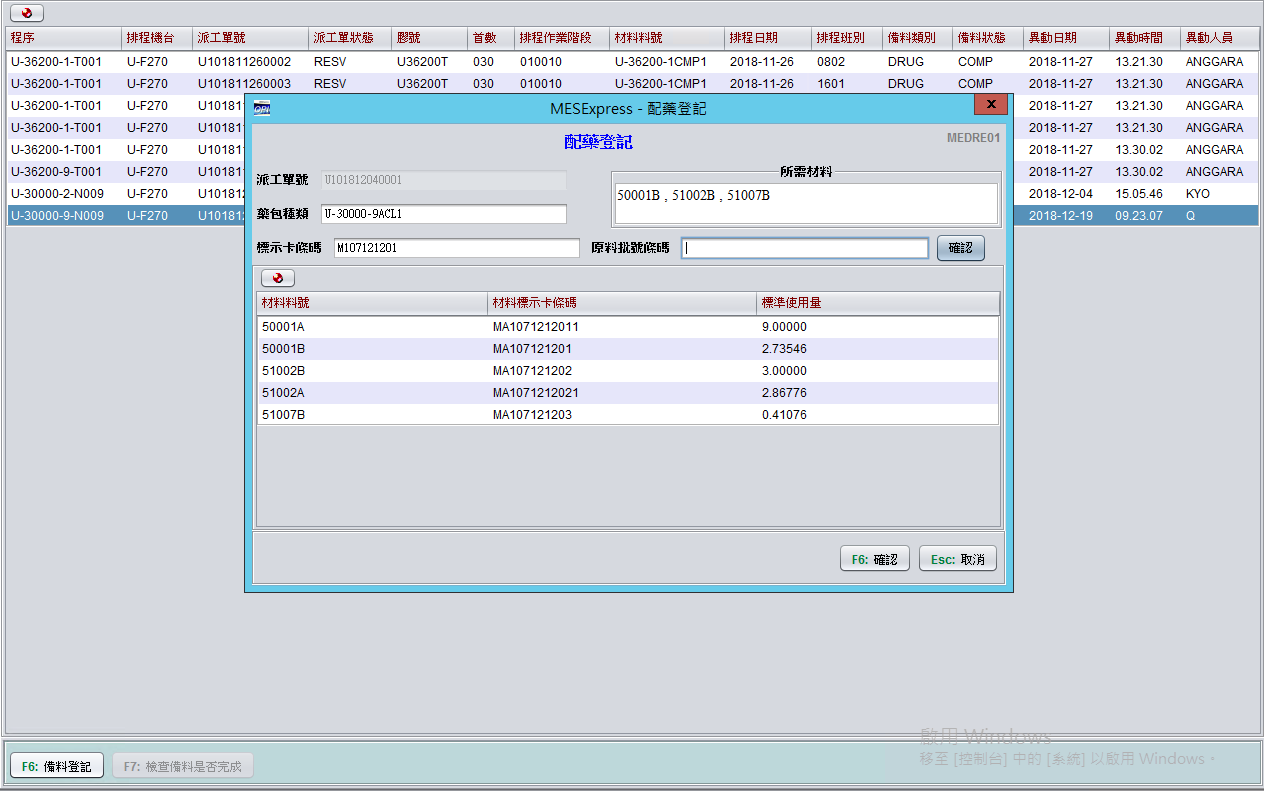 程序 排程機台 派工單號 派工單狀態 膠號 首數 排程作業階段 材料料號 排程日期 排程班別 備料類別 備料狀態 異動日期 異動時間 異動人員
U-36200-1-T001 U-F270 U101811260002 RESV U36200T 030 010010 U-36200-1CMP1 2018-11-26 0802 DRUG COMP 2018-11-27 13.21.30 ANGGARA
U-36200-1-T001 U-F270 U101811260003 RESV U36200T 030 010010 U-36200-1CMP1 2018-11-26 1601 DRUG COMP 2018-11-27 13.21.30 ANGGARA
U-36200-1-T001 U-F270 U10181 2018-11-27 13.21.30 ANGGARA
U-36200-1-T001 U-F270 U10181 2018-11-27 13.21.30 ANGGARA
U-36200-1-T001 U-F270 U10181 2018-11-27 13.30.02 ANGGARA
U-36200-9-T001 U-F270 U10181 2018-11-27 13.30.02 ANGGARA
U-30000-2-N009 U-F270 U10181 2018-12-04 15.05.46 KYO
U-30000-9-N009 U-F270 U10181 2018-12-19 09.23.07 Q
MESExpress - 配藥登記
x
配藥登記
MEDRE01
派工單號 U101812040001
所需材料
50001B , 51002B , 51007B
藥包種類 U-30000-9ACL1
標示卡條碼 M107121201 原料批號條碼 確認
材料料號 材料標示卡條碼 標準使用量
50001A MA1071212011 9.00000
50001B MA107121201 2.73546
51002B MA107121202 3.00000
51002A MA1071212021 2.86776
51007B MA107121203 0.41076
F6: 確認 Esc: 取消
啟用 Windows
移至 [控制台] 中的 [系統] 以啟用 Windows。
F6: 備料登記 F7: 檢查備料是否完成